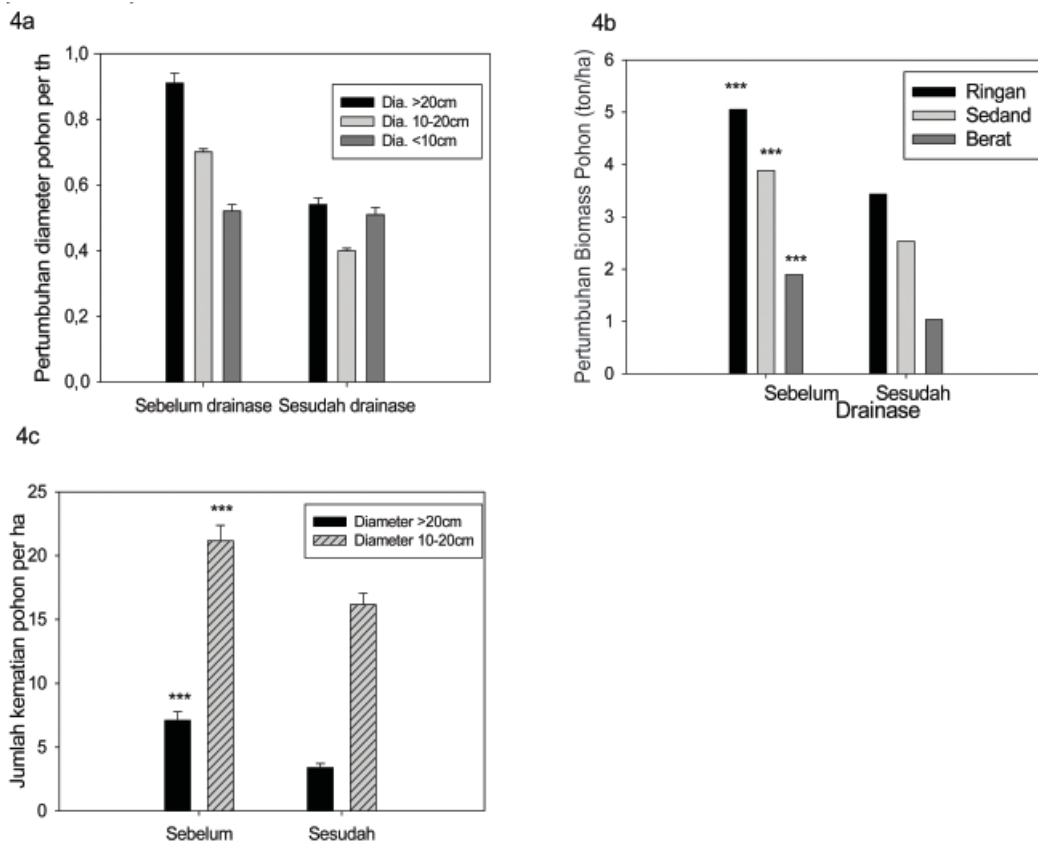 4a
Pertumbuhan diameter pohon per th
1,0
0,8
0,6
0,4
0,2
0,0
Dia. >20cm
Dia. 10-20cm
Dia. <10cm
Sebelum drainase
Sesudah drainase
4b
Pertumbuhan Biomass Pohon (ton/ha)
6
5
4
3
2
1
0
***
***
***
Ringan
Sedand
Berat
Sebelum
Sesudah
Drainase
4c
Jumlah kematian pohon per ha
25
20
15
10
5
0
***
***
Diameter >20cm
Diameter 10-20cm
Sebelum
Sesudah